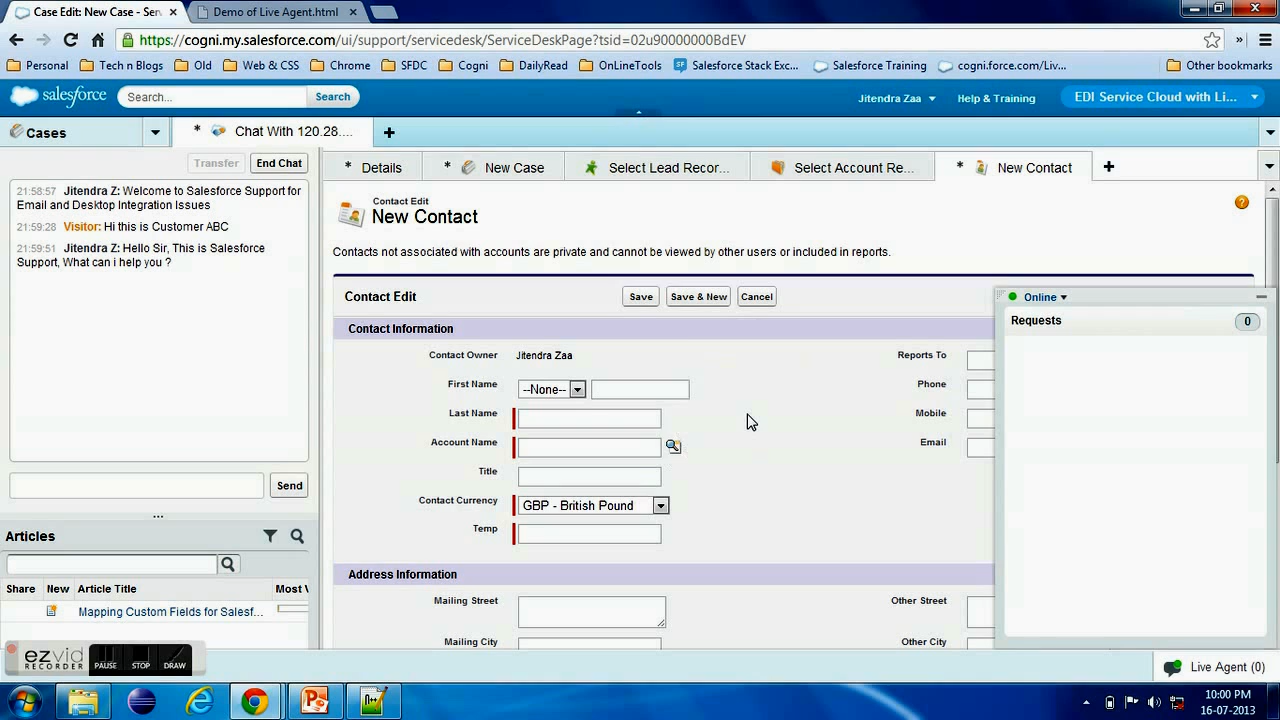 Case Edit: New Case - Serv
Demo of Live Agent.html
https://cogni.my.salesforce.com/ui/support/servicedesk/ServiceDeskPage?tsid=02u90000000BdEV
Personal
Tech n Blogs
Old
Web & CSS
Chrome
SFDC
Cogni
DailyRead
OnLineTools
Salesforce Stack Exc...
Salesforce Training
cogni.force.com/Liv...
Other bookmarks
salesforce
Search...
Search
Jitendra Zaa
Help & Training
EDI Service Cloud with Li...
Cases
* Chat With 120.28....
Transfer
End Chat
* Details
* New Case
Select Lead Recor...
Select Account Re...
* New Contact
21:58:57 Jitendra Z: Welcome to Salesforce Support for
Email and Desktop Integration Issues
21:59:28 Visitor: Hi this is Customer ABC
21:59:51 Jitendra Z: Hello Sir, This is Salesforce
Support, What can i help you ?
Send
...
Articles
Share New Article Title Most V
Mapping Custom Fields for Salesf...
Contact Edit
New Contact
Contacts not associated with accounts are private and cannot be viewed by other users or included in reports.
Contact Edit
Save
Save & New
Cancel
Contact Information
Contact Owner Jitendra Zaa
Reports To
First Name --None--
Phone
Last Name
Mobile
Account Name
Email
Title
Contact Currency GBP - British Pound
Temp
Address Information
Mailing Street
Other Street
Mailing City
Other City
Online
Requests 0
ezvid
RECORDER
PAUSE
STOP
DRAW
Live Agent (0)
10:00 PM
16-07-2013